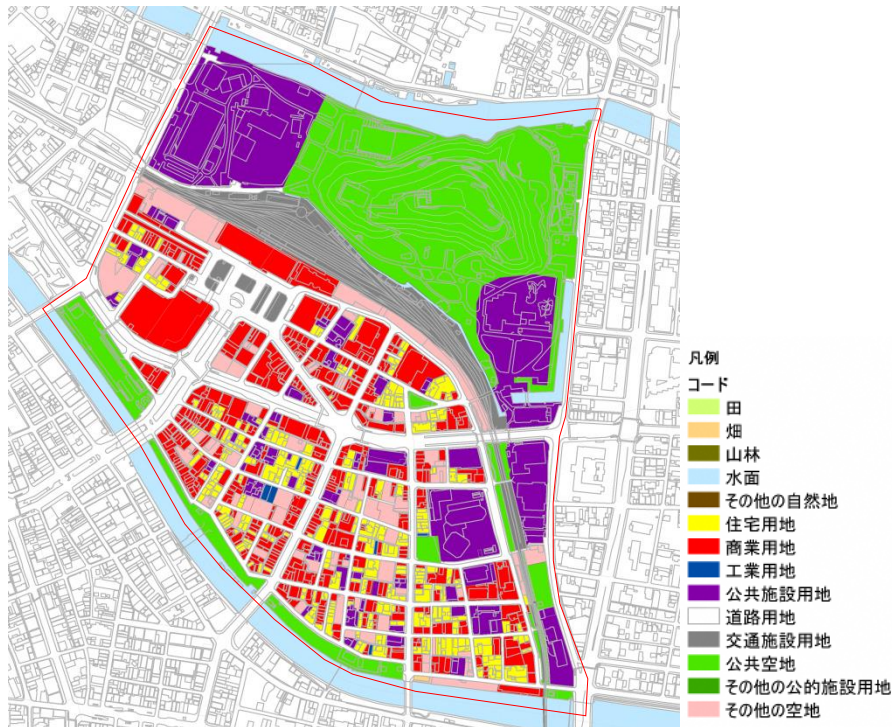 凡例
コード
田
畑
山林
水面
その他の自然地
住宅用地
商業用地
工業用地
公共施設用地
道路用地
交通施設用地
公共空地
その他の公的施設用地
その他の空地